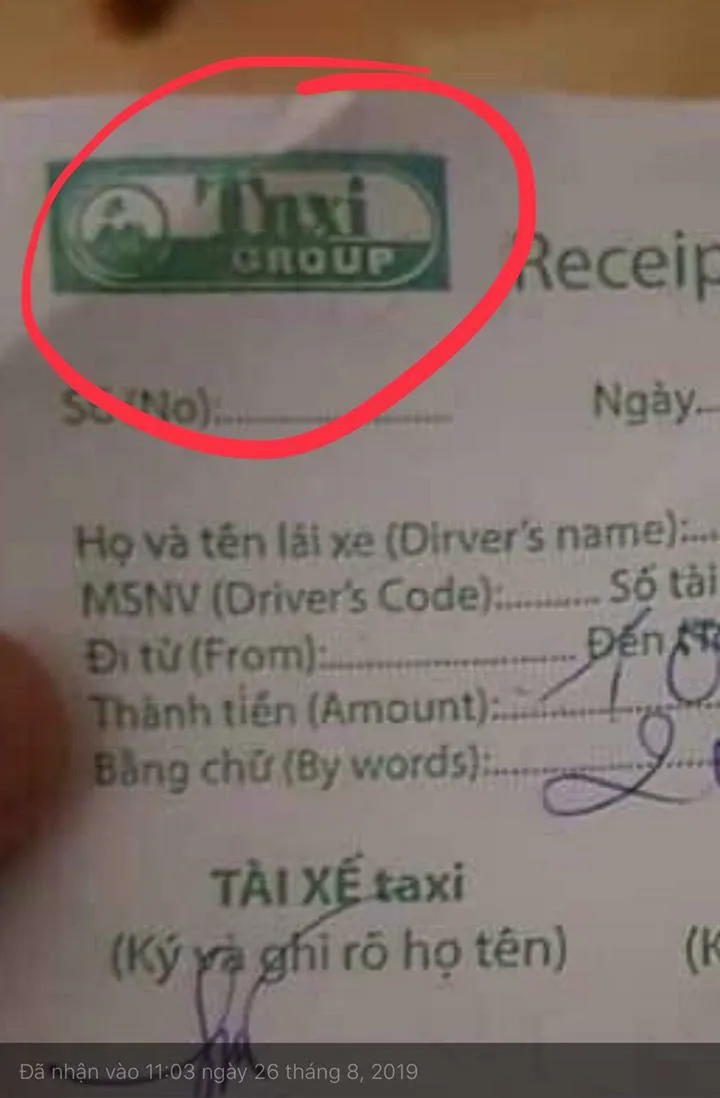 Taxi
GROUP
Receip
Số (No):
Ngày
Họ và tên lái xe (Dirver's name):
MSNV (Driver's Code): Số tài
Đi từ (From): Đến
Thành tiền (Amount):
Bằng chữ (By words):
TÀI XẾ taxi
(Ký và ghi rõ họ tên)
(K
Đã nhận vào 11:03 ngày 26 tháng 8, 2019